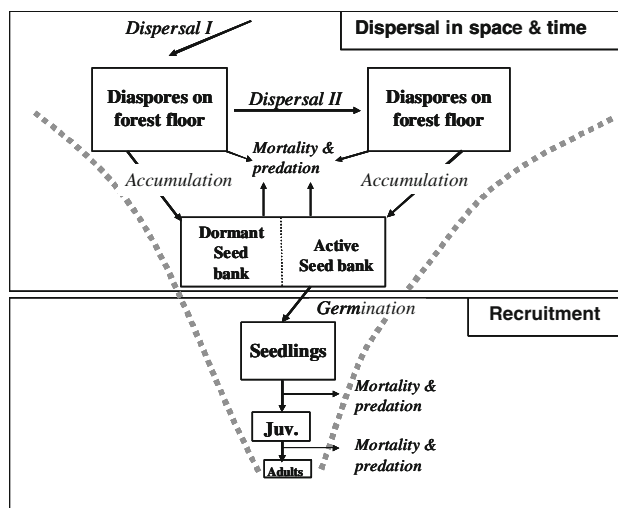 Dispersal I
Dispersal in space & time
Diaspores on
forest floor
Dispersal II
Diaspores on
forest floor
Mortality &
predation
Accumulation
Accumulation
Dormant
Seed
bank
Active
Seed bank
Germination
Recruitment
Seedlings
Mortality &
predation
Juv.
Mortality &
predation
Adults